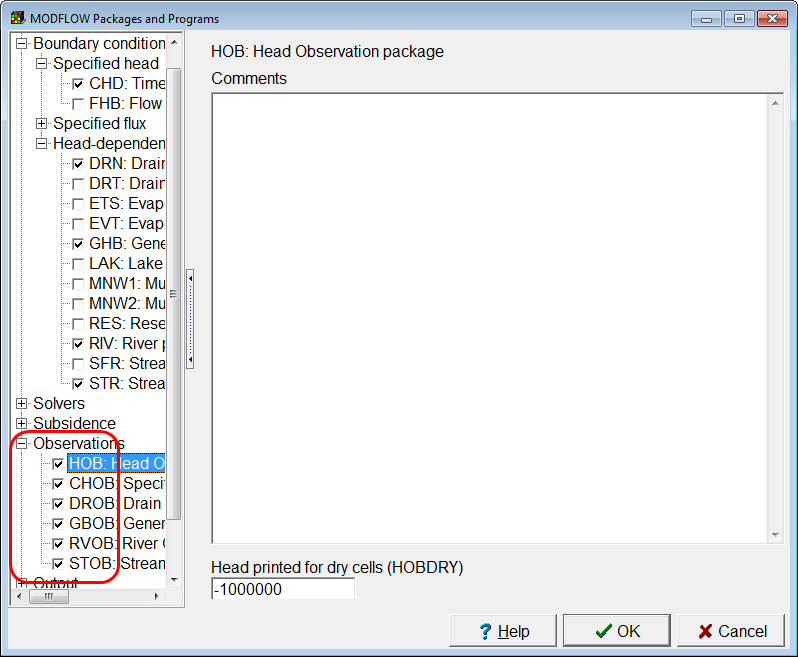 MODFLOW Packages and Programs
Boundary condition
Specified head
CHD: Time
FHB: Flow
Specified flux
Head-dependen
DRN: Drain
DRT: Drain
ETS: Evap
EVT: Evap
GHB: Gene
LAK: Lake
MNW1: Mu
MNW2: Mu
RES: Rese
RIV: River p
SFR: Strea
STR: Strea
Solvers
Subsidence
Observations
HOB: Head O
CHOB: Speci
DROB: Drain
GBOB: Gener
RVOB: River O
STOB: Stream
Output
HOB: Head Observation package
Comments
Head printed for dry cells (HOBDRY)
-1000000
? Help
OK
Cancel